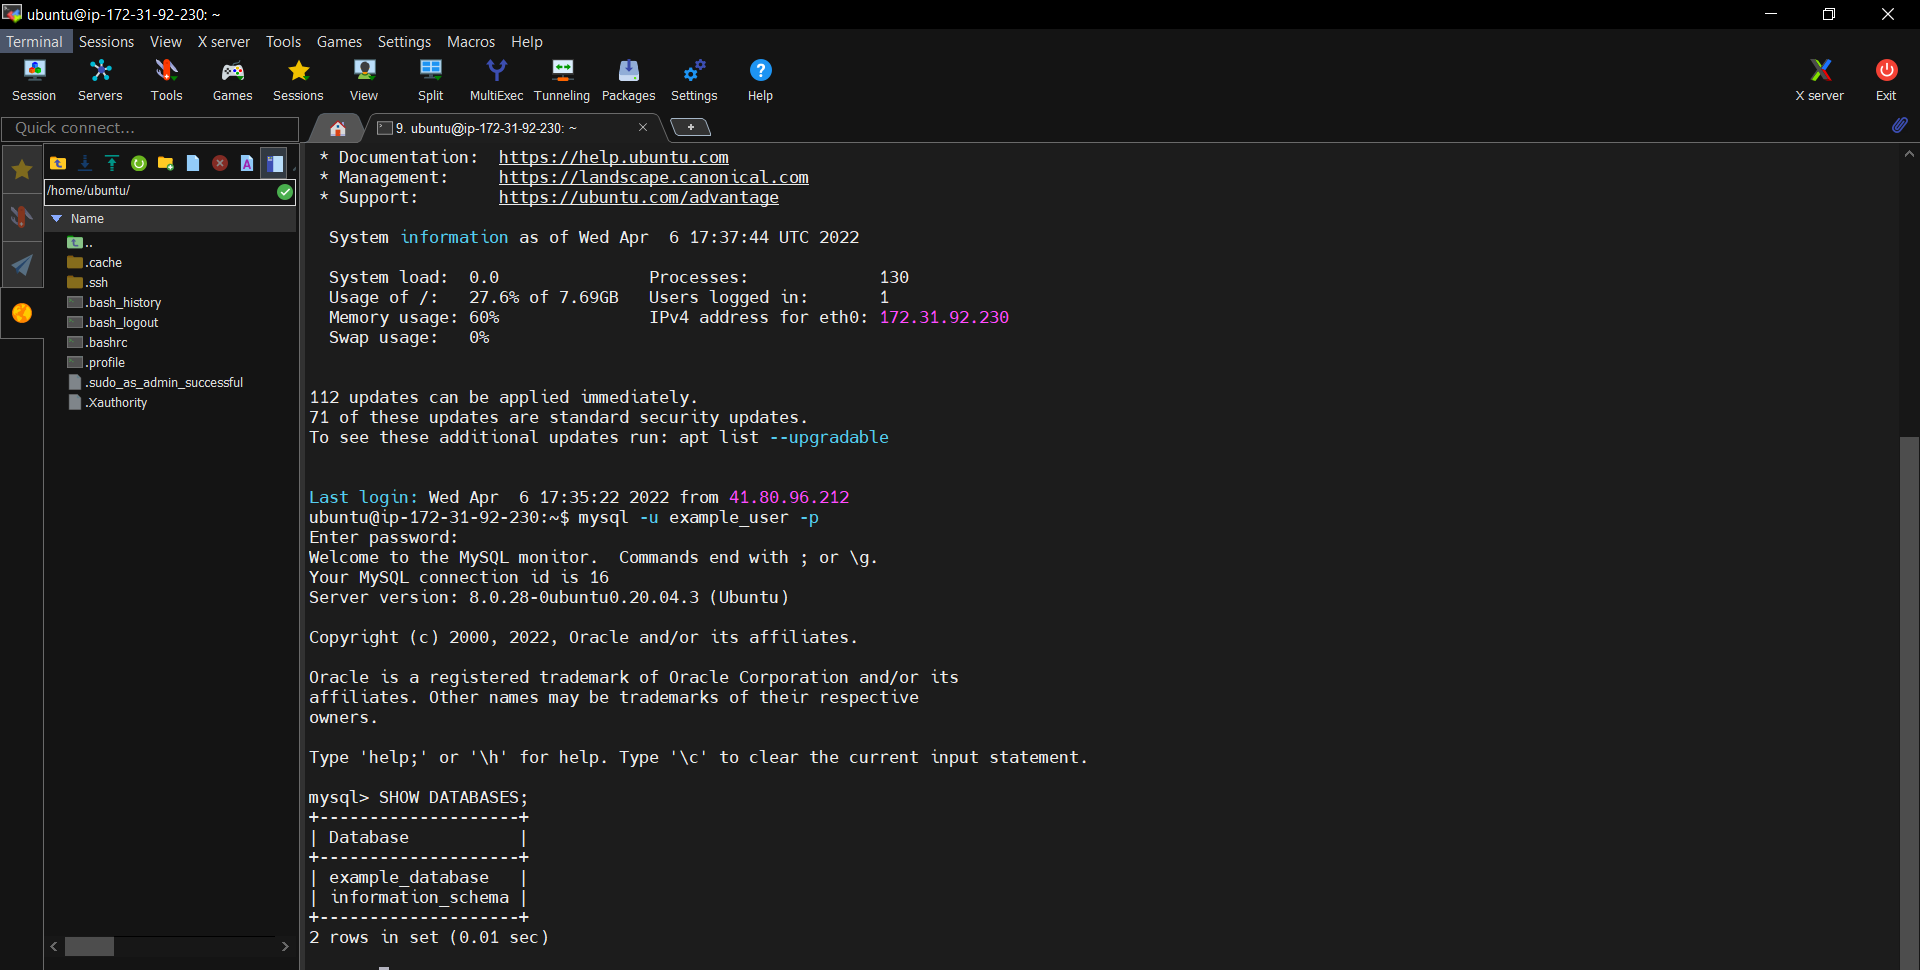 ubuntu@ip-172-31-92-230: ~
Terminal Sessions View X server Tools Games Settings Macros Help
Session Servers Tools Games Sessions View Split MultiExec Tunneling Packages Settings Help X server Exit
Quick connect...
9. ubuntu@ip-172-31-92-230: ~
/home/ubuntu/
Name
..
.cache
.ssh
.bash_history
.bash_logout
.bashrc
.profile
.sudo_as_admin_successful
.Xauthority
* Documentation:  https://help.ubuntu.com
* Management:     https://landscape.canonical.com
* Support:        https://ubuntu.com/advantage
System information as of Wed Apr  6 17:37:44 UTC 2022
System load:  0.0                Processes:             130
Usage of /:   27.6% of 7.69GB   Users logged in:       1
Memory usage: 60%                IPv4 address for eth0: 172.31.92.230
Swap usage:   0%
112 updates can be applied immediately.
71 of these updates are standard security updates.
To see these additional updates run: apt list --upgradable
Last login: Wed Apr  6 17:35:22 2022 from 41.80.96.212
ubuntu@ip-172-31-92-230:~$ mysql -u example_user -p
Enter password:
Welcome to the MySQL monitor.  Commands end with ; or \g.
Your MySQL connection id is 16
Server version: 8.0.28-0ubuntu0.20.04.3 (Ubuntu)
Copyright (c) 2000, 2022, Oracle and/or its affiliates.
Oracle is a registered trademark of Oracle Corporation and/or its
affiliates. Other names may be trademarks of their respective
owners.
Type 'help;' or '\h' for help. Type '\c' to clear the current input statement.
mysql> SHOW DATABASES;
+--------------------+
| Database           |
+--------------------+
| example_database   |
| information_schema |
+--------------------+
2 rows in set (0.01 sec)